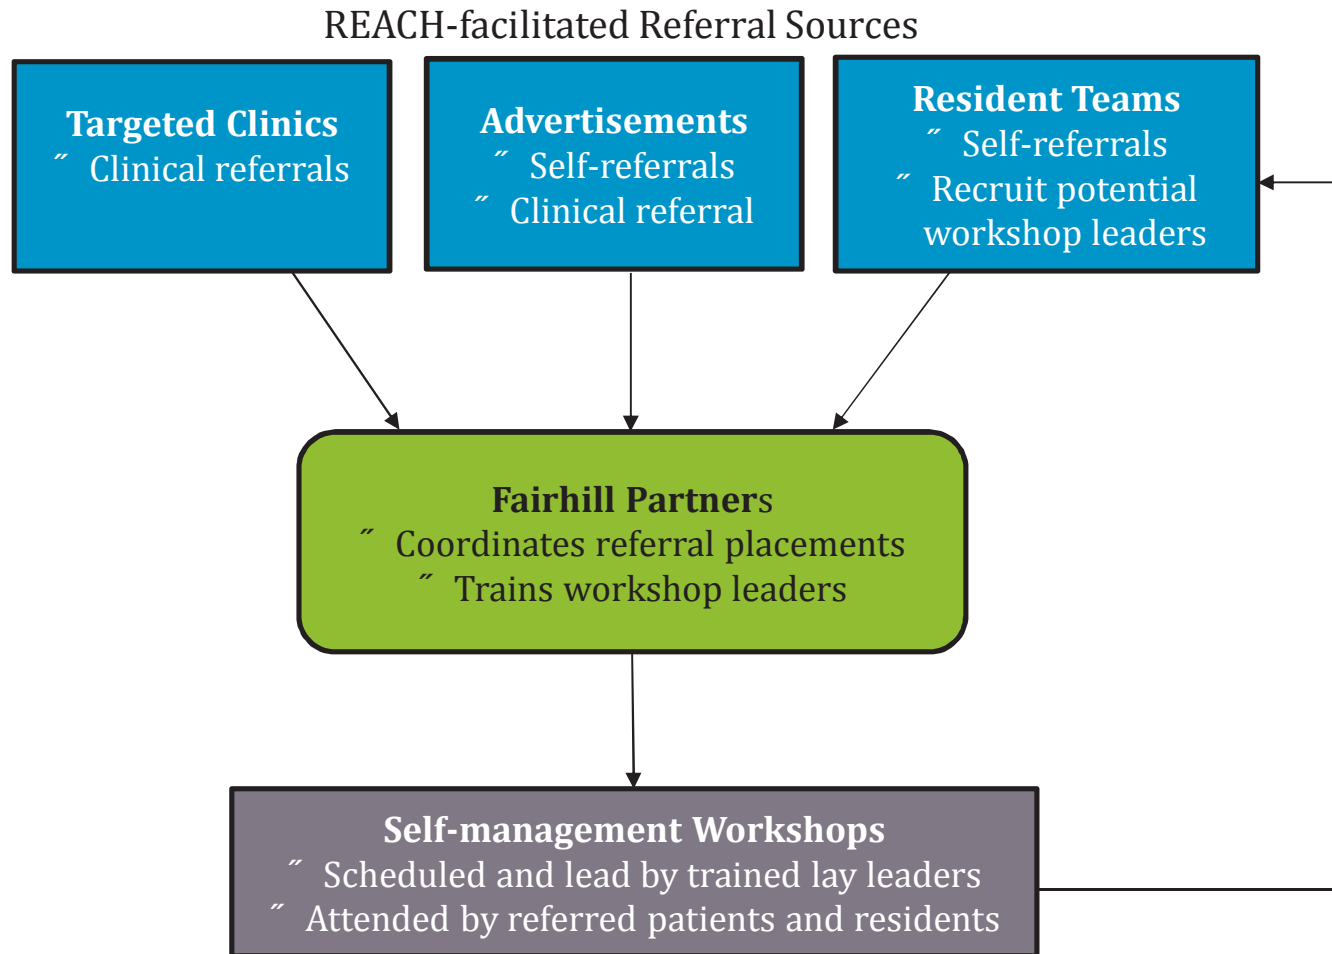 REACH-facilitated Referral Sources
Targeted Clinics
˝ Clinical referrals
Advertisements
˝ Self-referrals
˝ Clinical referral
Resident Teams
˝ Self-referrals
˝ Recruit potential
workshop leaders
Fairhill Partners
˝ Coordinates referral placements
˝ Trains workshop leaders
Self-management Workshops
˝ Scheduled and lead by trained lay leaders
˝ Attended by referred patients and residents